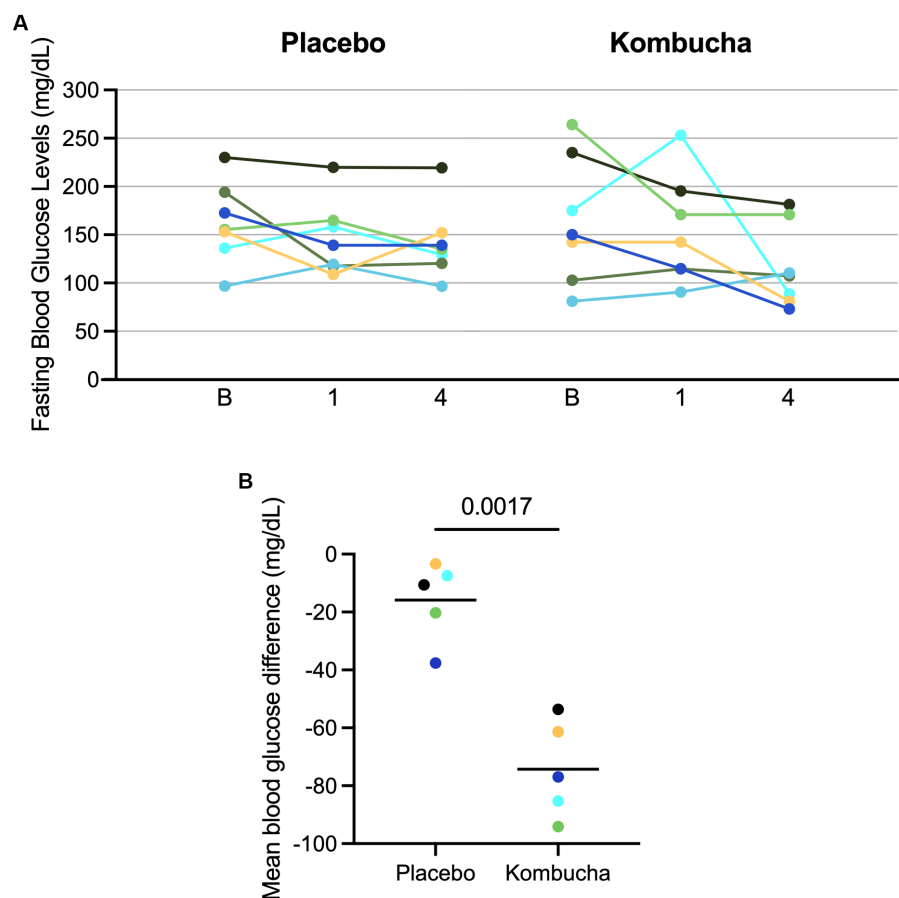 A
Placebo
Kombucha
Fasting Blood Glucose Levels (mg/dL)
300
250
200
150
100
50
0
B 1 4 B 1 4
B
Mean blood glucose difference (mg/dL)
0.0017
0
-20
-40
-60
-80
-100
Placebo Kombucha